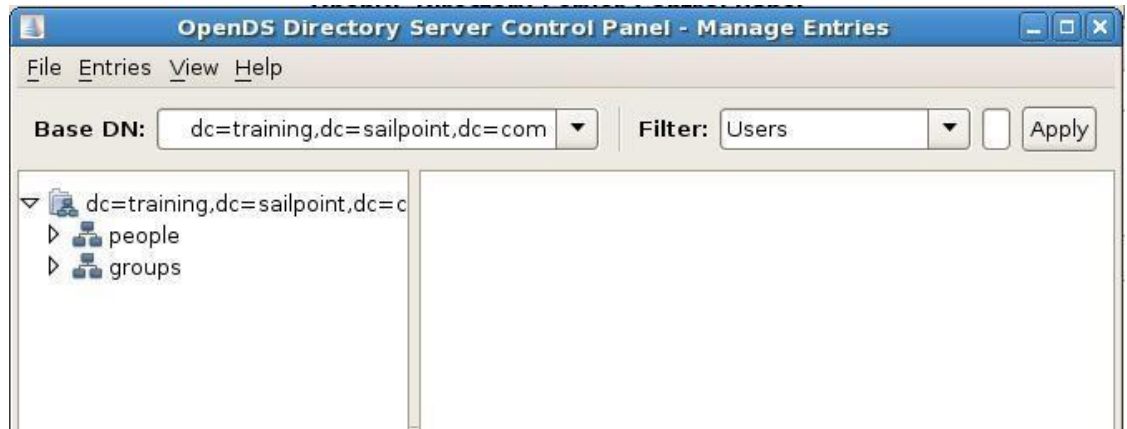 OpenDS Directory Server Control Panel - Manage Entries
File Entries View Help
Base DN: dc=training,dc=sailpoint,dc=com Filter: Users Apply
dc=training,dc=sailpoint,dc=c
people
groups